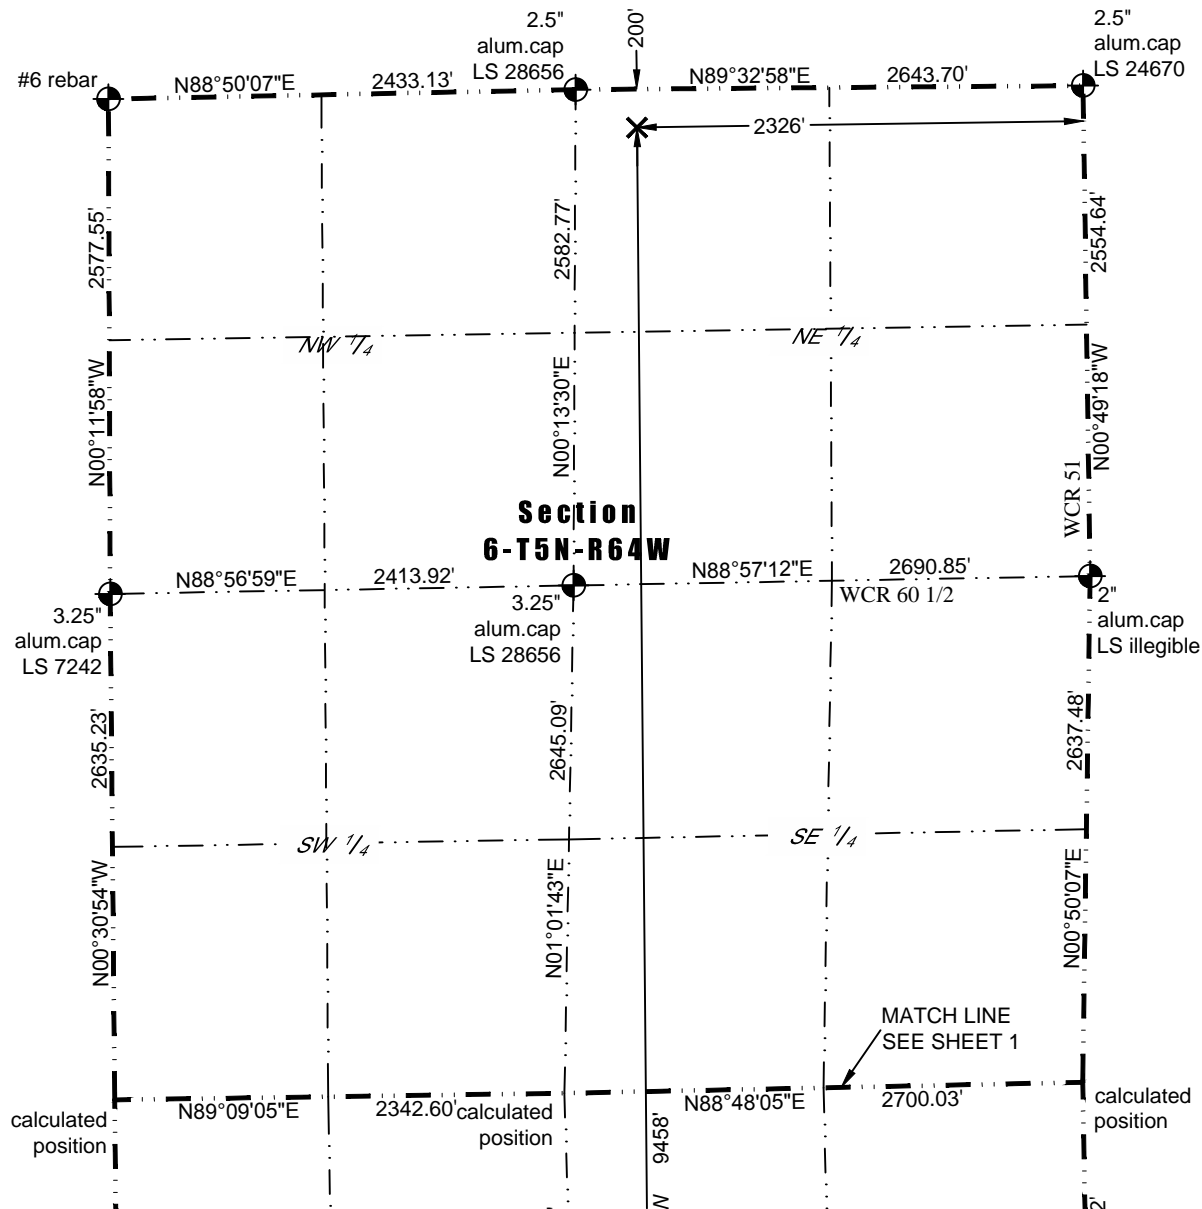 2.5"
alum.cap
LS 28656
200'
2.5"
alum.cap
LS 24670
#6 rebar
N88°50'07"E
2433.13'
N89°32'58"E
2643.70'
2326'
2577.55'
2582.77'
2554.64'
NW 1/4
NE 1/4
N00°11'58"W
N00°13'30"E
N00°49'18"W
WCR 51
Section
6-T5N-R64W
N88°56'59"E
2413.92'
N88°57'12"E
2690.85'
WCR 60 1/2
3.25"
alum.cap
LS 7242
3.25"
alum.cap
LS 28656
2"
alum.cap
LS illegible
2635.23'
2645.09'
2637.48'
SW 1/4
SE 1/4
N00°30'54"W
N01°01'43"E
N00°50'07"E
MATCH LINE
SEE SHEET 1
N89°09'05"E
2342.60'
N88°48'05"E
2700.03'
calculated
position
calculated
position
calculated
position
9458'
W
2'